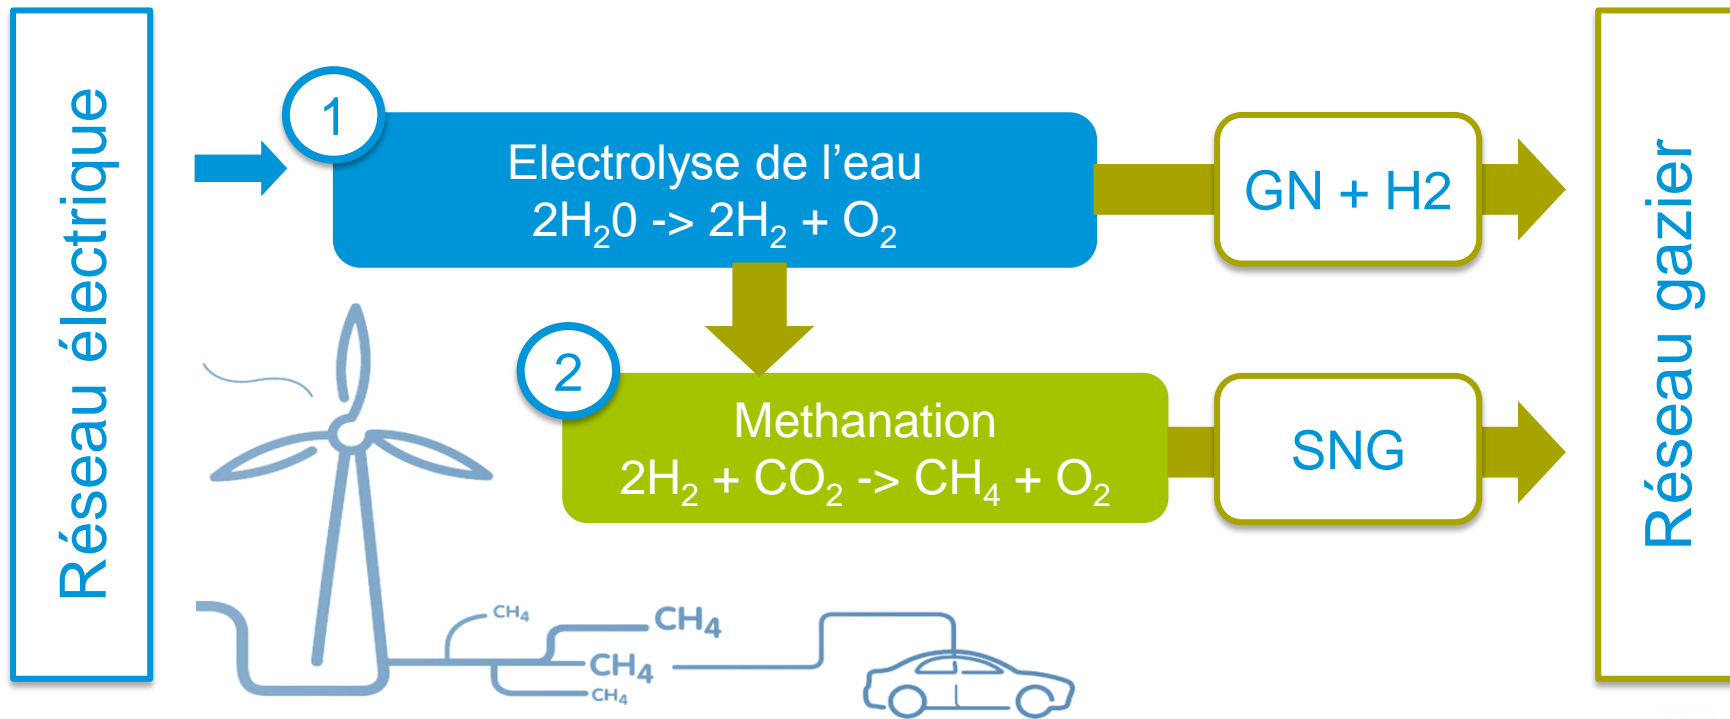 Réseau électrique
1
Electrolyse de l'eau
2H₂0 -> 2H₂ + O₂
GN + H2
2
Methanation
2H₂ + CO₂ -> CH₄ + O₂
SNG
Réseau gazier
CH₄
CH₄
CH₄
CH₄